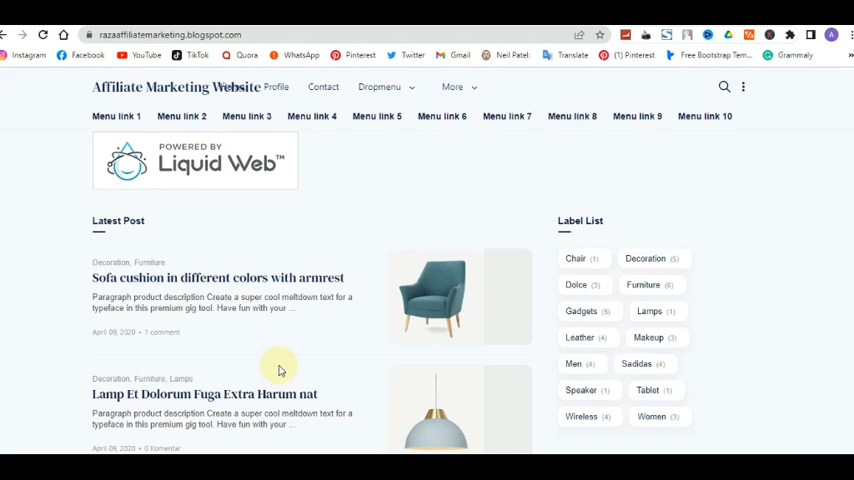 razaaffiliatemarketing.blogspot.com
A
Instagram Facebook YouTube TikTok Quora WhatsApp Pinterest Twitter Gmail Neil Patel: Translate (1) Pinterest Free Bootstrap Tem... Grammaly »
Affiliate Marketing Website Profile Contact Dropmenu More
Menu link 1 Menu link 2 Menu link 3 Menu link 4 Menu link 5 Menu link 6 Menu link 7 Menu link 8 Menu link 9 Menu link 10
POWERED BY
Liquid Web™
Latest Post
Decoration, Furniture
Sofa cushion in different colors with armrest
Paragraph product description Create a super cool meltdown text for a
typeface in this premium gig tool. Have fun with your ...
April 09, 2020 • 1 comment
Decoration, Furniture, Lamps
Lamp Et Dolorum Fuga Extra Harum nat
Paragraph product description Create a super cool meltdown text for a
typeface in this premium gig tool. Have fun with your ...
April 09, 2020 • 0 Komentar
Label List
Chair (1) Decoration (5)
Dolce (3) Furniture (6)
Gadgets (5) Lamps (1)
Leather (4) Makeup (3)
Men (4) Sadidas (4)
Speaker (1) Tablet (1)
Wireless (4) Women (3)